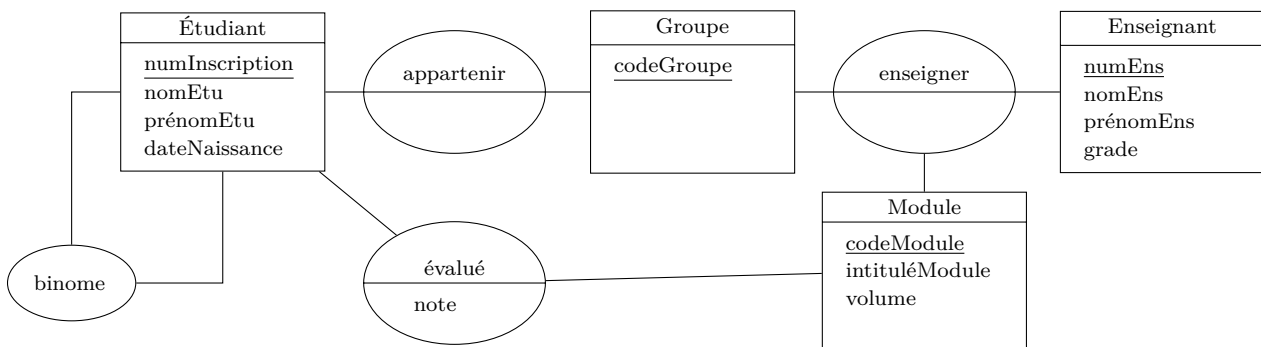 Étudiant
numInscription
nomEtu
prénomEtu
dateNaissance
appartenir
Groupe
codeGroupe
enseigner
Enseignant
numEns
nomEns
prénomEns
grade
binome
évalué
note
Module
codeModule
intituléModule
volume